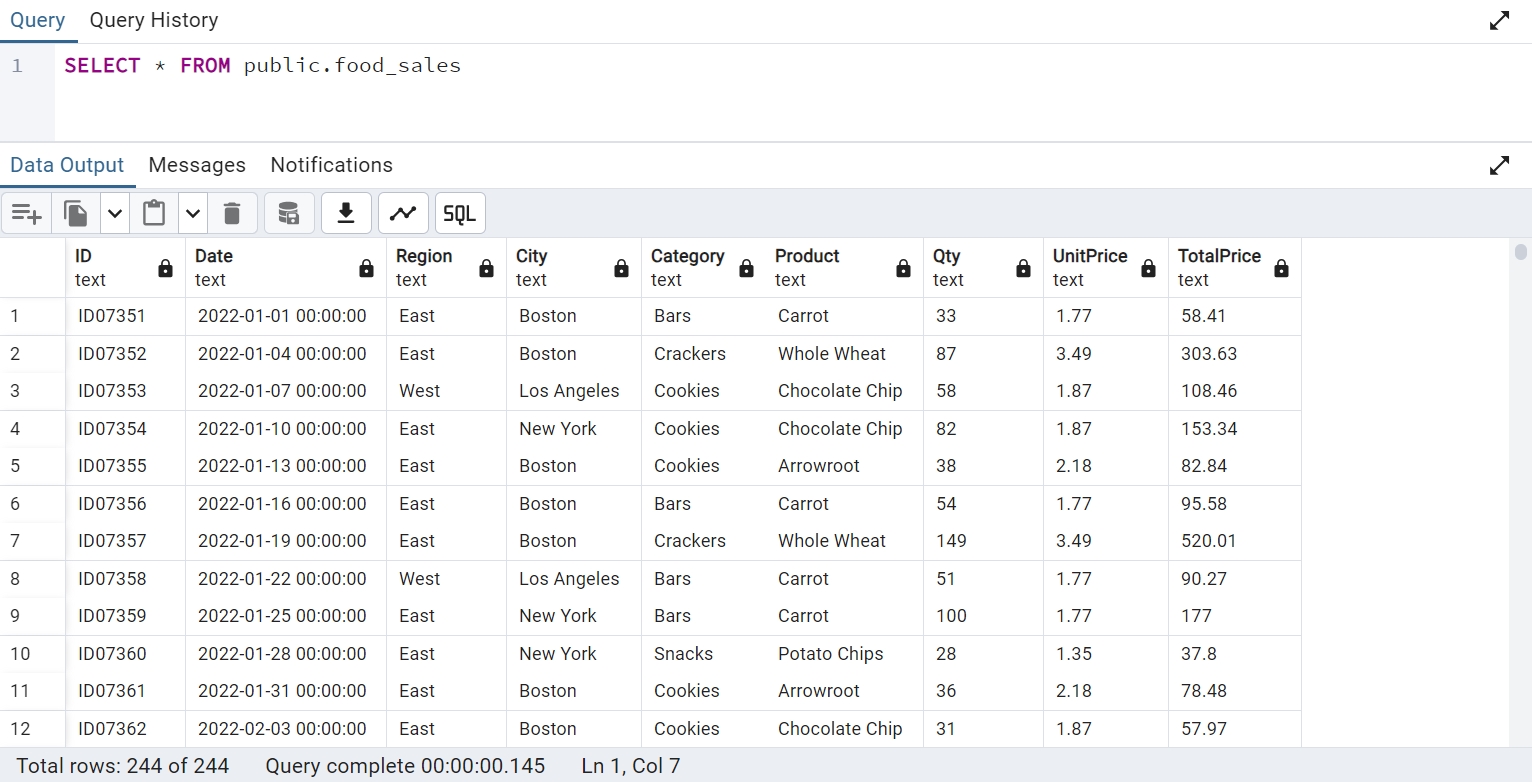 Query Query History
1 SELECT * FROM public.food_sales
Data Output Messages Notifications
SQL
ID Date Region City Category Product Qty UnitPrice TotalPrice
text text text text text text text text text
1 ID07351 2022-01-01 00:00:00 East Boston Bars Carrot 33 1.77 58.41
2 ID07352 2022-01-04 00:00:00 East Boston Crackers Whole Wheat 87 3.49 303.63
3 ID07353 2022-01-07 00:00:00 West Los Angeles Cookies Chocolate Chip 58 1.87 108.46
4 ID07354 2022-01-10 00:00:00 East New York Cookies Chocolate Chip 82 1.87 153.34
5 ID07355 2022-01-13 00:00:00 East Boston Cookies Arrowroot 38 2.18 82.84
6 ID07356 2022-01-16 00:00:00 East Boston Bars Carrot 54 1.77 95.58
7 ID07357 2022-01-19 00:00:00 East Boston Crackers Whole Wheat 149 3.49 520.01
8 ID07358 2022-01-22 00:00:00 West Los Angeles Bars Carrot 51 1.77 90.27
9 ID07359 2022-01-25 00:00:00 East New York Bars Carrot 100 1.77 177
10 ID07360 2022-01-28 00:00:00 East New York Snacks Potato Chips 28 1.35 37.8
11 ID07361 2022-01-31 00:00:00 East Boston Cookies Arrowroot 36 2.18 78.48
12 ID07362 2022-02-03 00:00:00 East Boston Cookies Chocolate Chip 31 1.87 57.97
Total rows: 244 of 244 Query complete 00:00:00.145 Ln 1, Col 7